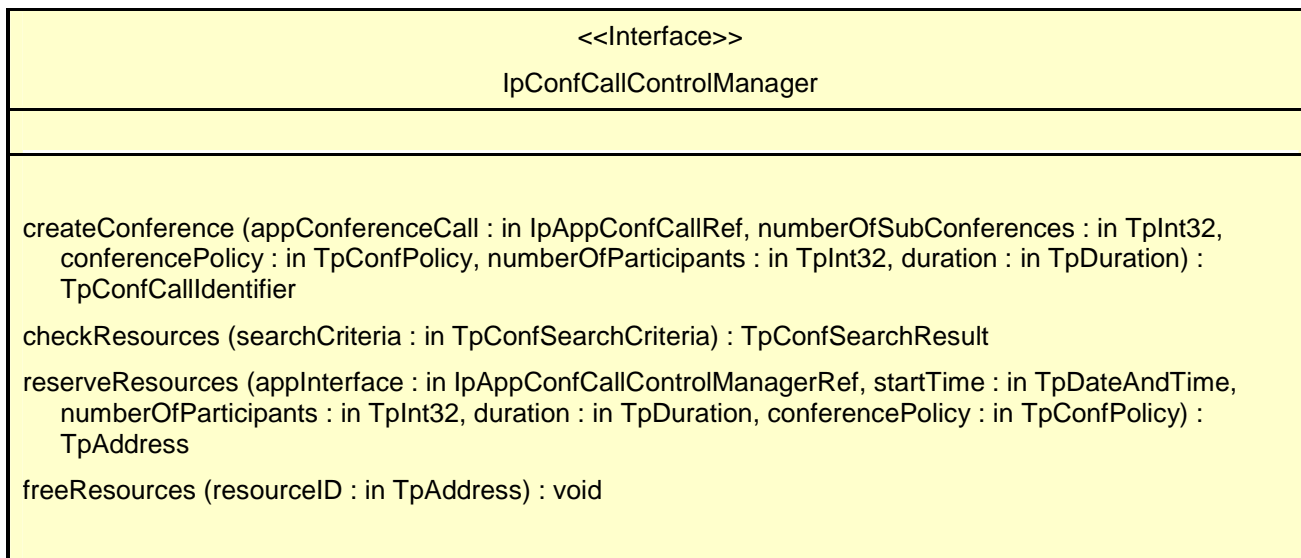 <<Interface>>
IpConfCallControlManager
createConference (appConferenceCall : in IpAppConfCallRef, numberOfSubConferences : in TpInt32,
conferencePolicy : in TpConfPolicy, numberOfParticipants : in TpInt32, duration : in TpDuration) :
TpConfCallIdentifier
checkResources (searchCriteria : in TpConfSearchCriteria) : TpConfSearchResult
reserveResources (appInterface : in IpAppConfCallControlManagerRef, startTime : in TpDateAndTime,
numberOfParticipants : in TpInt32, duration : in TpDuration, conferencePolicy : in TpConfPolicy) :
TpAddress
freeResources (resourceID : in TpAddress) : void